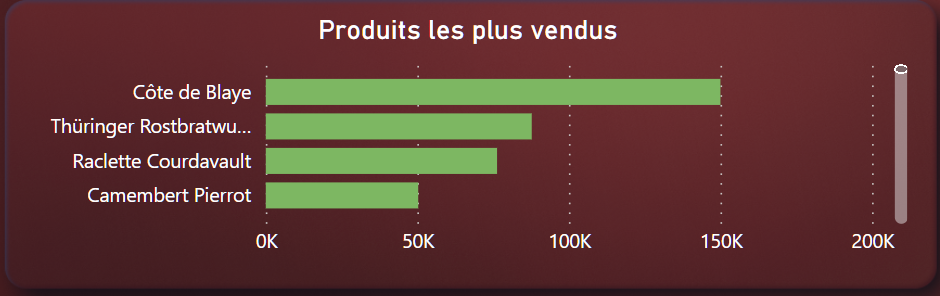 Produits les plus vendus
Côte de Blaye
Thüringer Rostbratwu...
Raclette Courdavault
Camembert Pierrot
0K 50K 100K 150K 200K